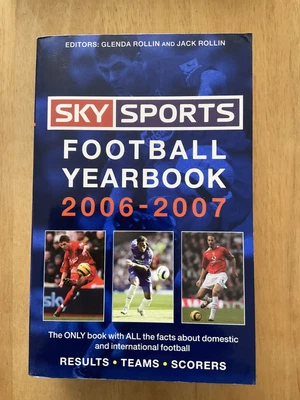 EDITORS: GLENDA ROLLIN AND JACK ROLLIN
SKY SPORTS
FOOTBALL
YEARBOOK
2006-2007
The ONLY book with ALL the facts about domestic
and international football
RESULTS • TEAMS • SCORERS